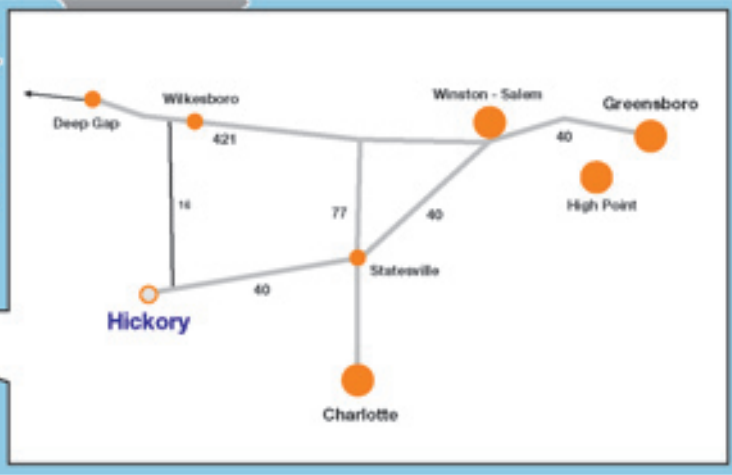 Wilkesboro
Winston - Salem
Greensboro
Deep Gap
421
40
16
77
40
High Point
Statesville
40
Hickory
Charlotte